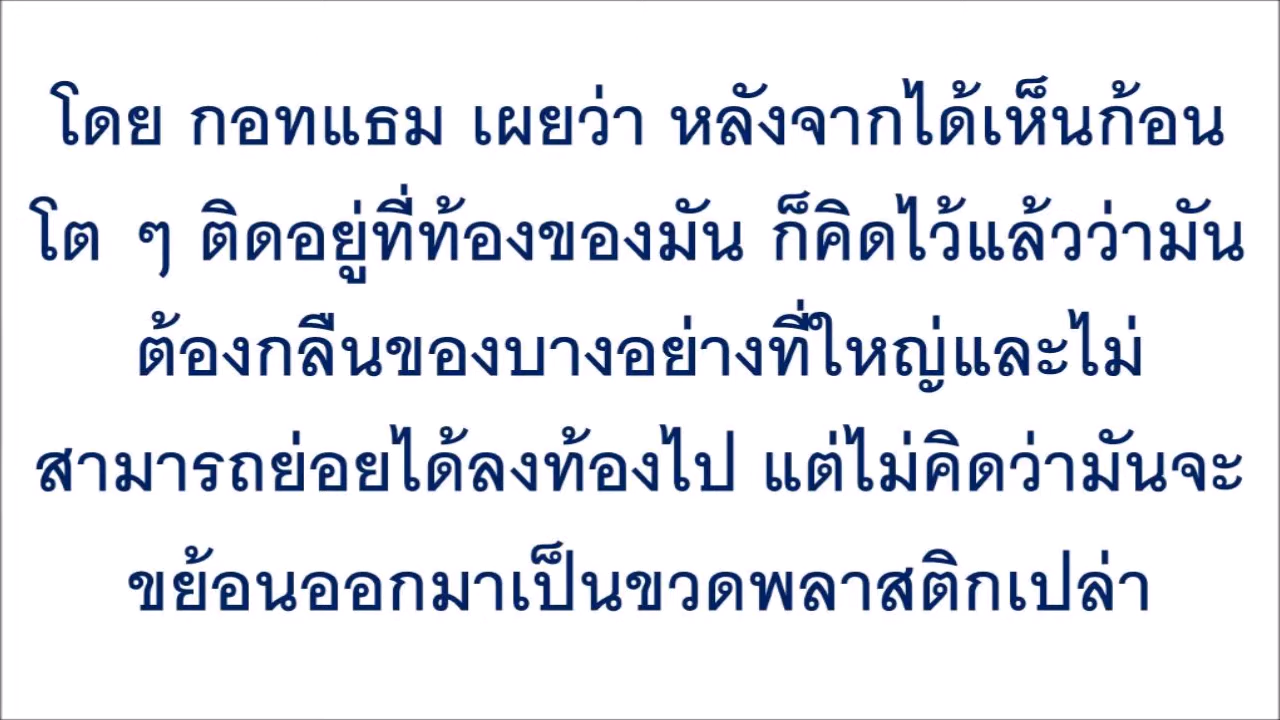 โดย กอทแธม เผยว่า หลังจากได้เห็นก้อน
โต ๆ ติดอยู่ที่ท้องของมัน ก็คิดไว้แล้วว่ามัน
ต้องกลืนของบางอย่างที่ใหญ่และไม่
สามารถย่อยได้ลงท้องไป แต่ไม่คิดว่ามันจะ
ขย้อนออกมาเป็นขวดพลาสติกเปล่า